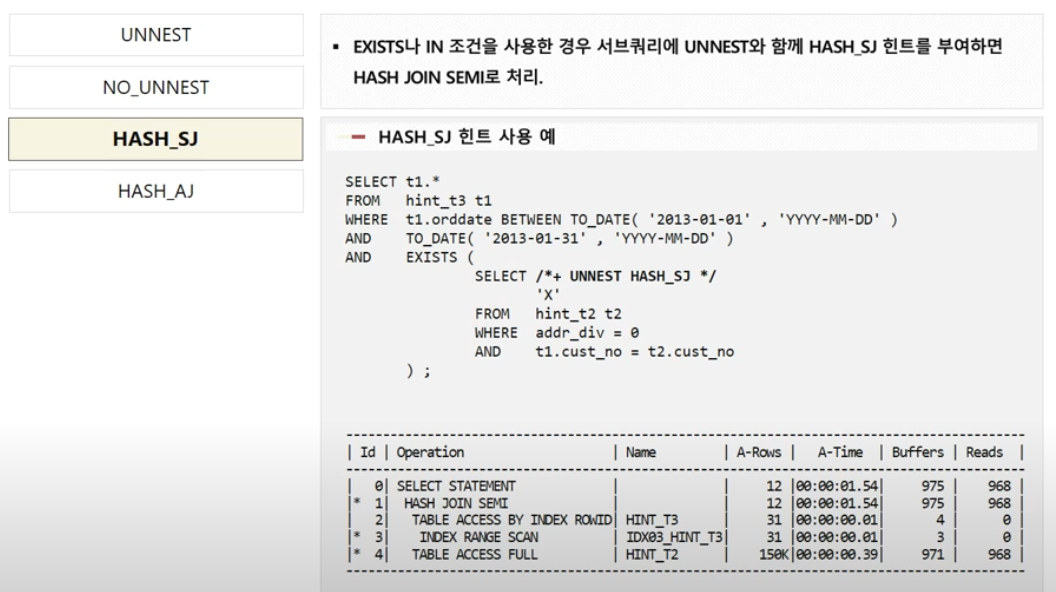 UNNEST
NO_UNNEST
HASH_SJ
HASH_AJ
▪ EXISTS나 IN 조건을 사용한 경우 서브쿼리에 UNNEST와 함께 HASH_SJ 힌트를 부여하면
HASH JOIN SEMI로 처리.
HASH_SJ 힌트 사용 예
SELECT t1.*
FROM   hint_t3 t1
WHERE  t1.orddate BETWEEN TO_DATE( '2013-01-01' , 'YYYY-MM-DD' )
AND    TO_DATE( '2013-01-31' , 'YYYY-MM-DD' )
AND    EXISTS (
SELECT /*+ UNNEST HASH_SJ */
'X'
FROM   hint_t2 t2
WHERE  addr_div = 0
AND    t1.cust_no = t2.cust_no
) ;
| Id | Operation | Name | A-Rows | A-Time | Buffers | Reads |
| 0| SELECT STATEMENT | | 12 |00:00:01.54| 975 | 968 |
|* 1| HASH JOIN SEMI | | 12 |00:00:01.54| 975 | 968 |
| 2| TABLE ACCESS BY INDEX ROWID| HINT_T3 | 31 |00:00:00.01| 4 | 0 |
|* 3| INDEX RANGE SCAN | IDX03_HINT_T3| 31 |00:00:00.01| 3 | 0 |
|* 4| TABLE ACCESS FULL | HINT_T2 | 150K|00:00:00.39| 971 | 968 |